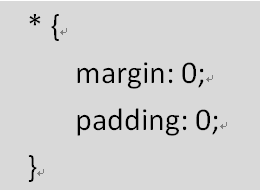 * {
margin: 0;
padding: 0;
}